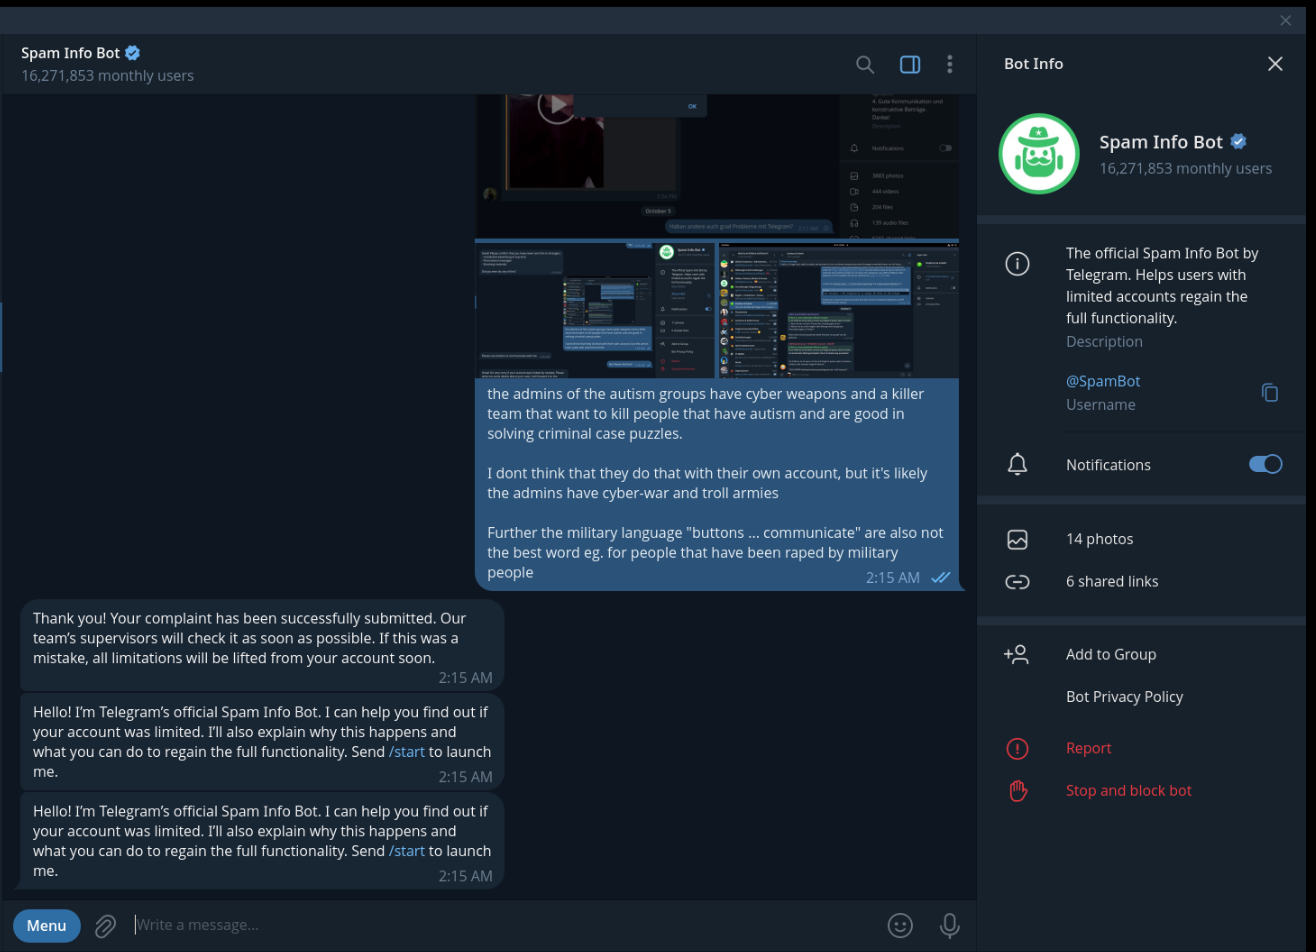 Spam Info Bot
16,271,853 monthly users
OK
4. Gute Kommunikation und
konstruktive Beiträge
Danke!
Description
Notifications
3883 photos
444 videos
204 files
139 audio files
October 5
Haben andere auch grad Probleme mit Telegram?
the admins of the autism groups have cyber weapons and a killer
team that want to kill people that have autism and are good in
solving criminal case puzzles.
I dont think that they do that with their own account, but it's likely
the admins have cyber-war and troll armies
Further the military language "buttons ... communicate" are also not
the best word eg. for people that have been raped by military
people
2:15 AM
Thank you! Your complaint has been successfully submitted. Our
team’s supervisors will check it as soon as possible. If this was a
mistake, all limitations will be lifted from your account soon.
2:15 AM
Hello! I’m Telegram’s official Spam Info Bot. I can help you find out if
your account was limited. I’ll also explain why this happens and
what you can do to regain the full functionality. Send /start to launch
me.
2:15 AM
Hello! I’m Telegram’s official Spam Info Bot. I can help you find out if
your account was limited. I’ll also explain why this happens and
what you can do to regain the full functionality. Send /start to launch
me.
2:15 AM
Menu
Write a message...
Bot Info
Spam Info Bot
16,271,853 monthly users
The official Spam Info Bot by
Telegram. Helps users with
limited accounts regain the
full functionality.
Description
@SpamBot
Username
Notifications
14 photos
6 shared links
Add to Group
Bot Privacy Policy
Report
Stop and block bot